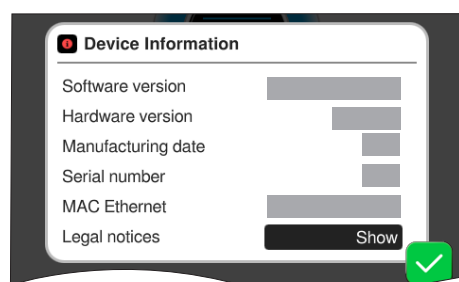 Device Information
Software version
Hardware version
Manufacturing date
Serial number
MAC Ethernet
Legal notices Show